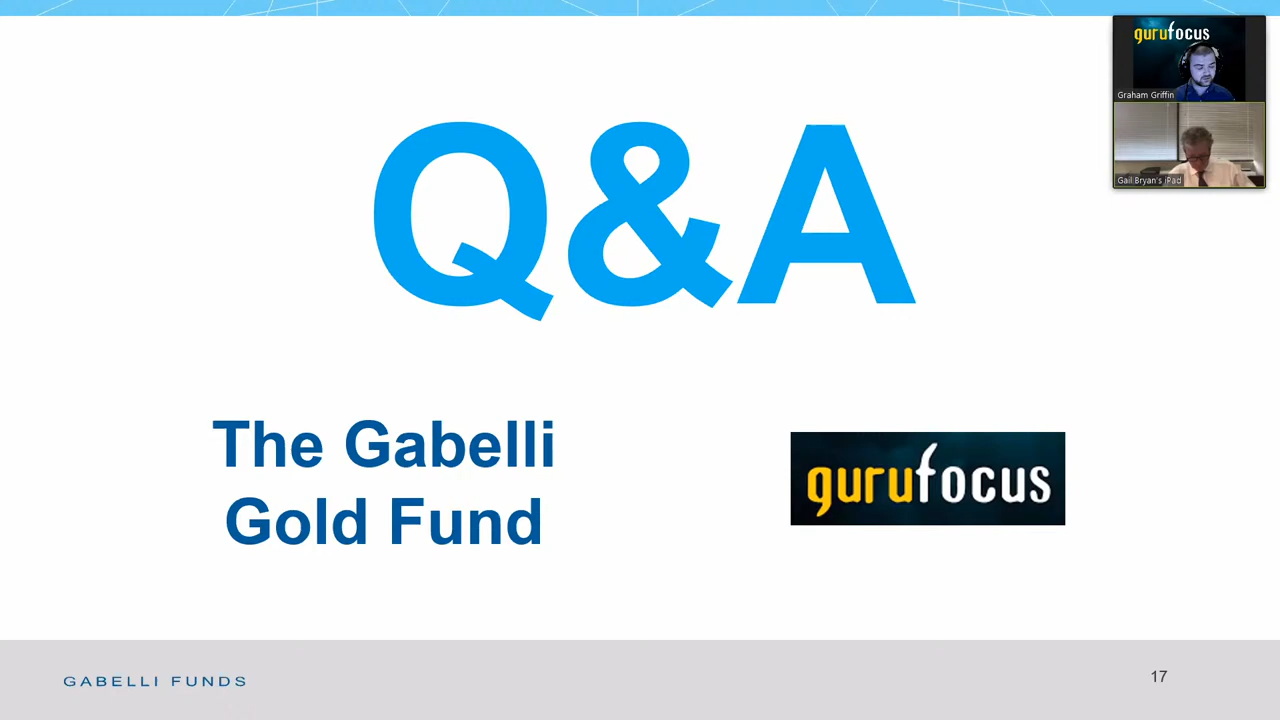 gurufocus
Graham Griffin
Gail Bryan's iPad
Q&A
The Gabelli
Gold Fund
gurufocus
GABELLI FUNDS
17